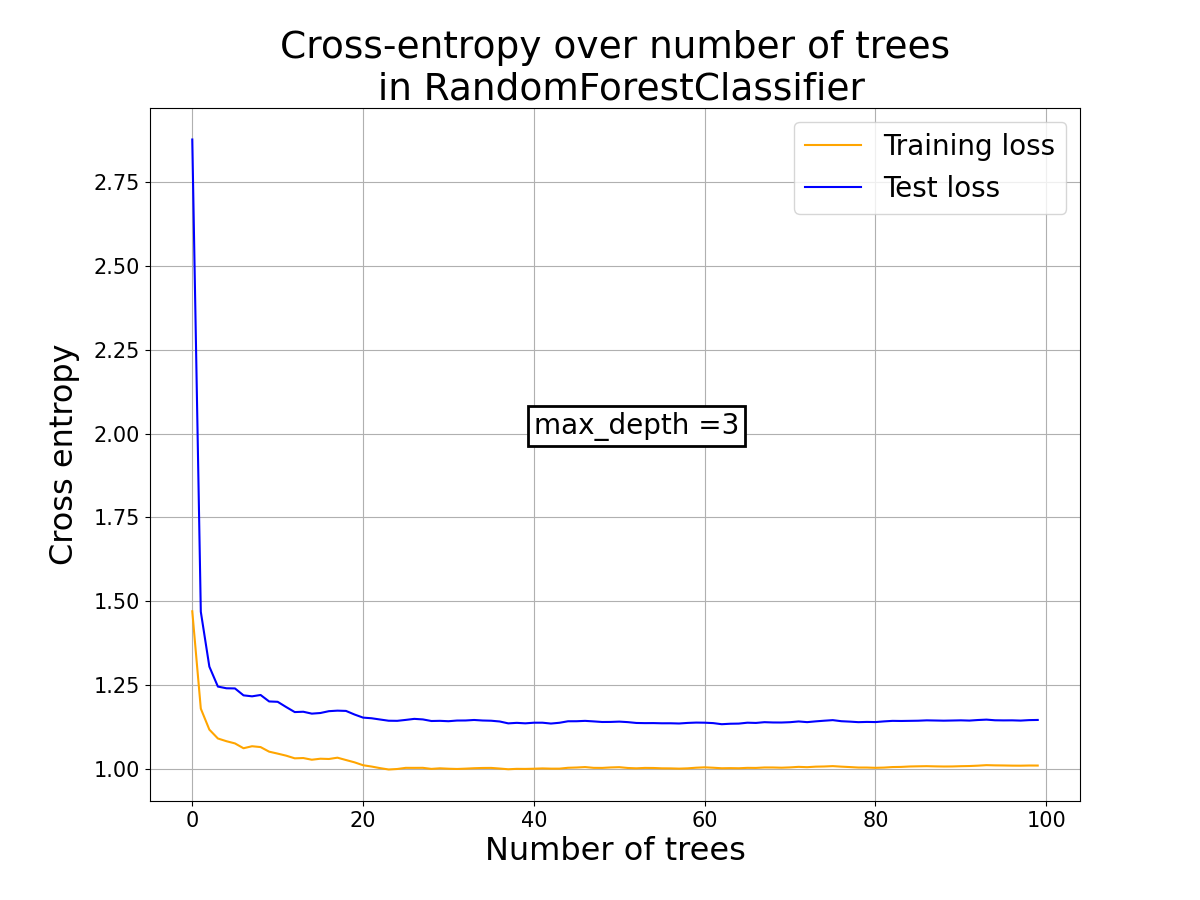 Cross-entropy over number of trees
in RandomForestClassifier
Training loss
Test loss
2.75
2.50
2.25
2.00
1.75
1.50
1.25
1.00
Cross entropy
max_depth =3
0 20 40 60 80 100
Number of trees